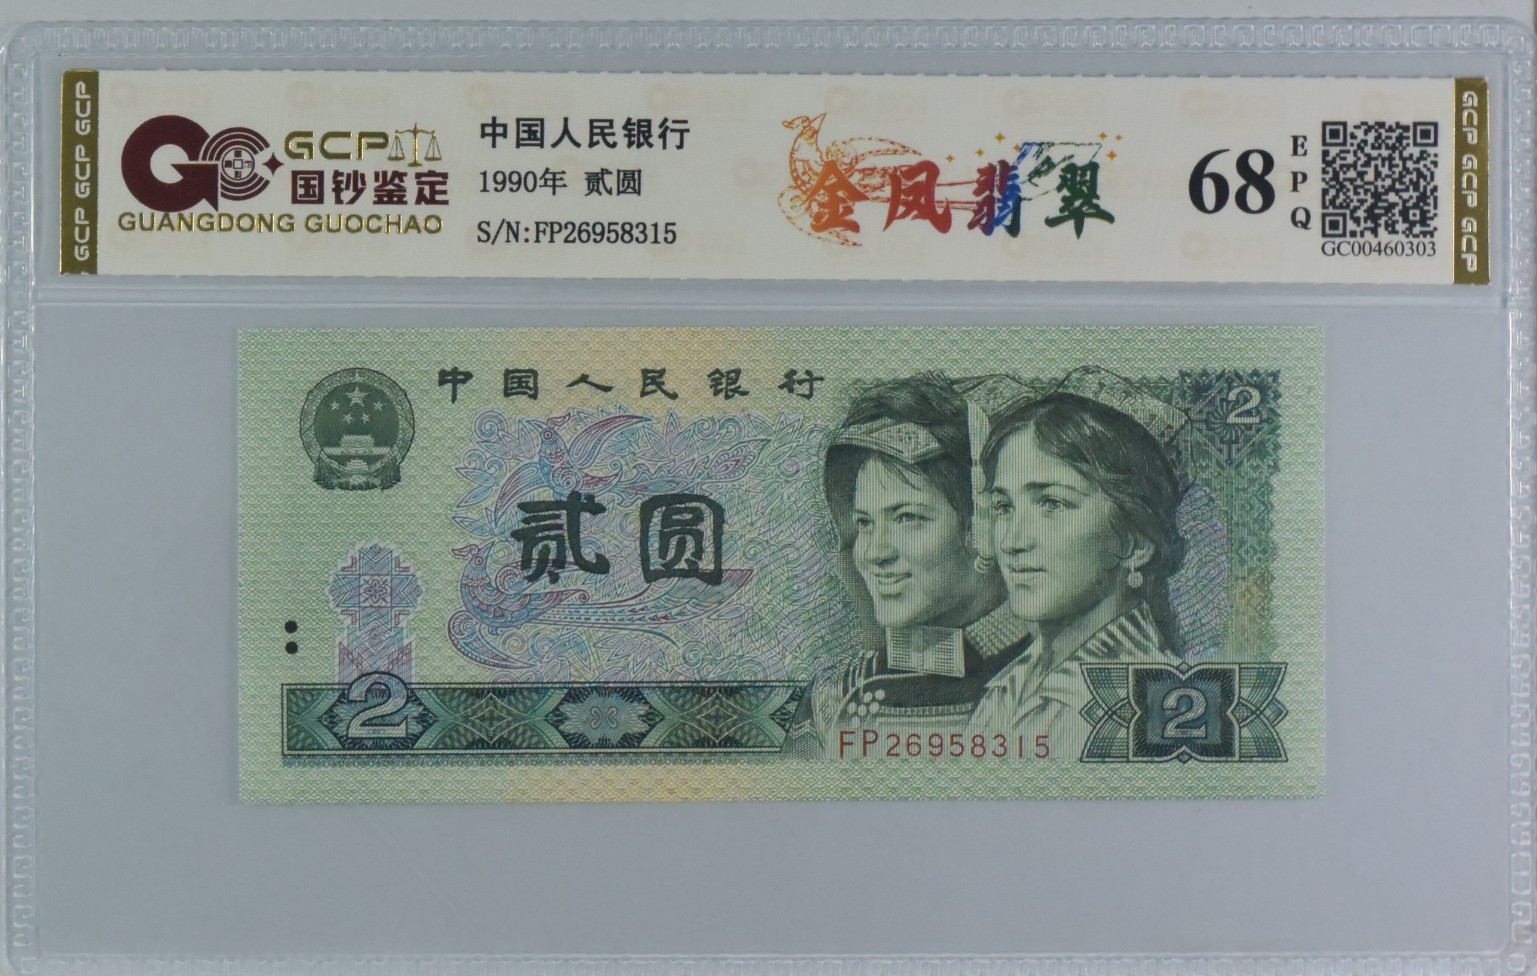 GCP GCP GCP
GCP
国钞鉴定
GUANGDONG GUOCHAO
中国人民银行
1990年 贰圆
S/N:FP26958315
金凤翡翠
68
EPQ
GC00460303
GCP GCP GCP
中国人民银行
2
贰圆
2
2
FP26958315